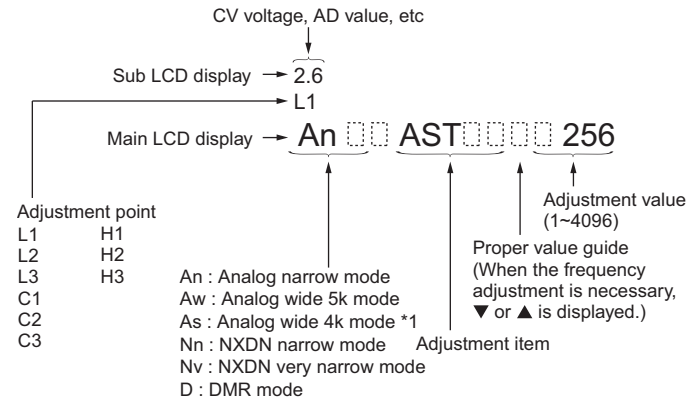 CV voltage, AD value, etc
Sub LCD display
2.6
L1
Main LCD display
An AST 256
Adjustment point
L1 H1
L2 H2
L3 H3
C1
C2
C3
An : Analog narrow mode
Aw : Analog wide 5k mode
As : Analog wide 4k mode *1
Nn : NXDN narrow mode
Nv : NXDN very narrow mode
D : DMR mode
Adjustment item
Proper value guide
(When the frequency
adjustment is necessary,
▼ or ▲ is displayed.)
Adjustment value
(1~4096)